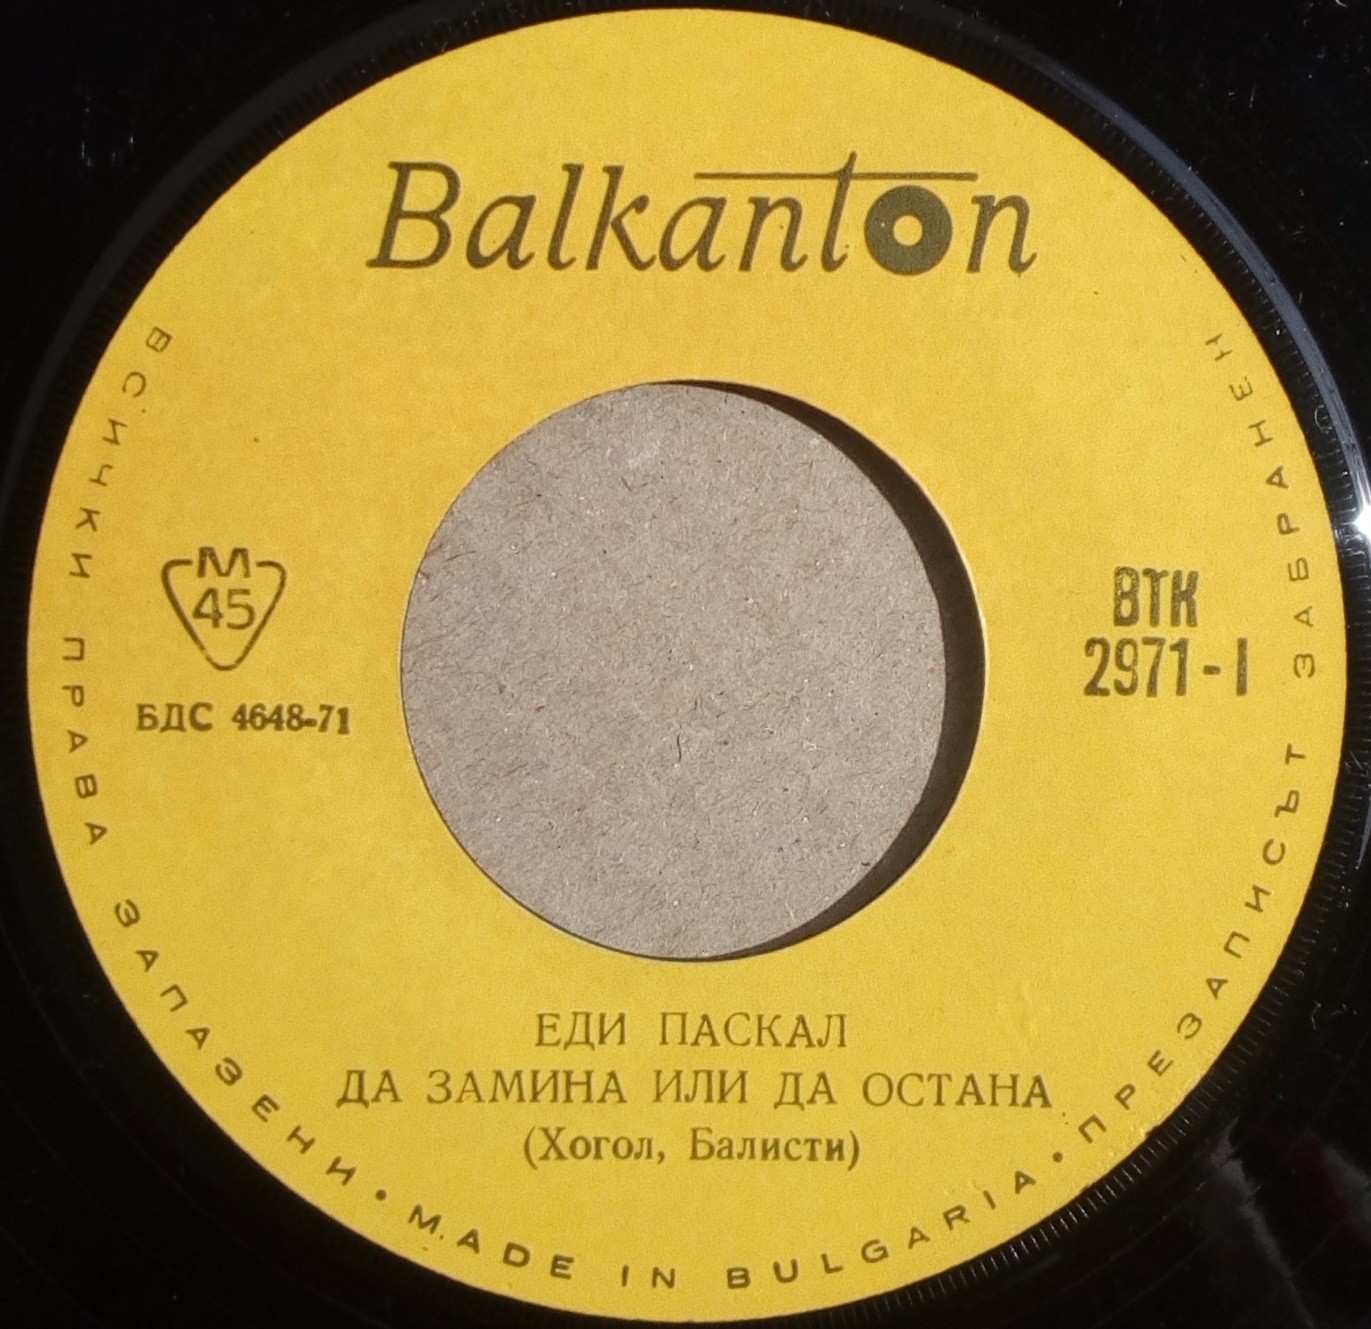 Balkanton
М
45
БДС 4648-71
ВТК
2971-I
ЕДИ ПАСКАЛ
ДА ЗАМИНА ИЛИ ДА ОСТАНА
(Хогол, Балисти)
ВСИЧКИ ПРАВА ЗАПАЗЕНИ • MADE IN BULGARIA • ПРЕЗАПИСЪТ ЗАБРАНЕН